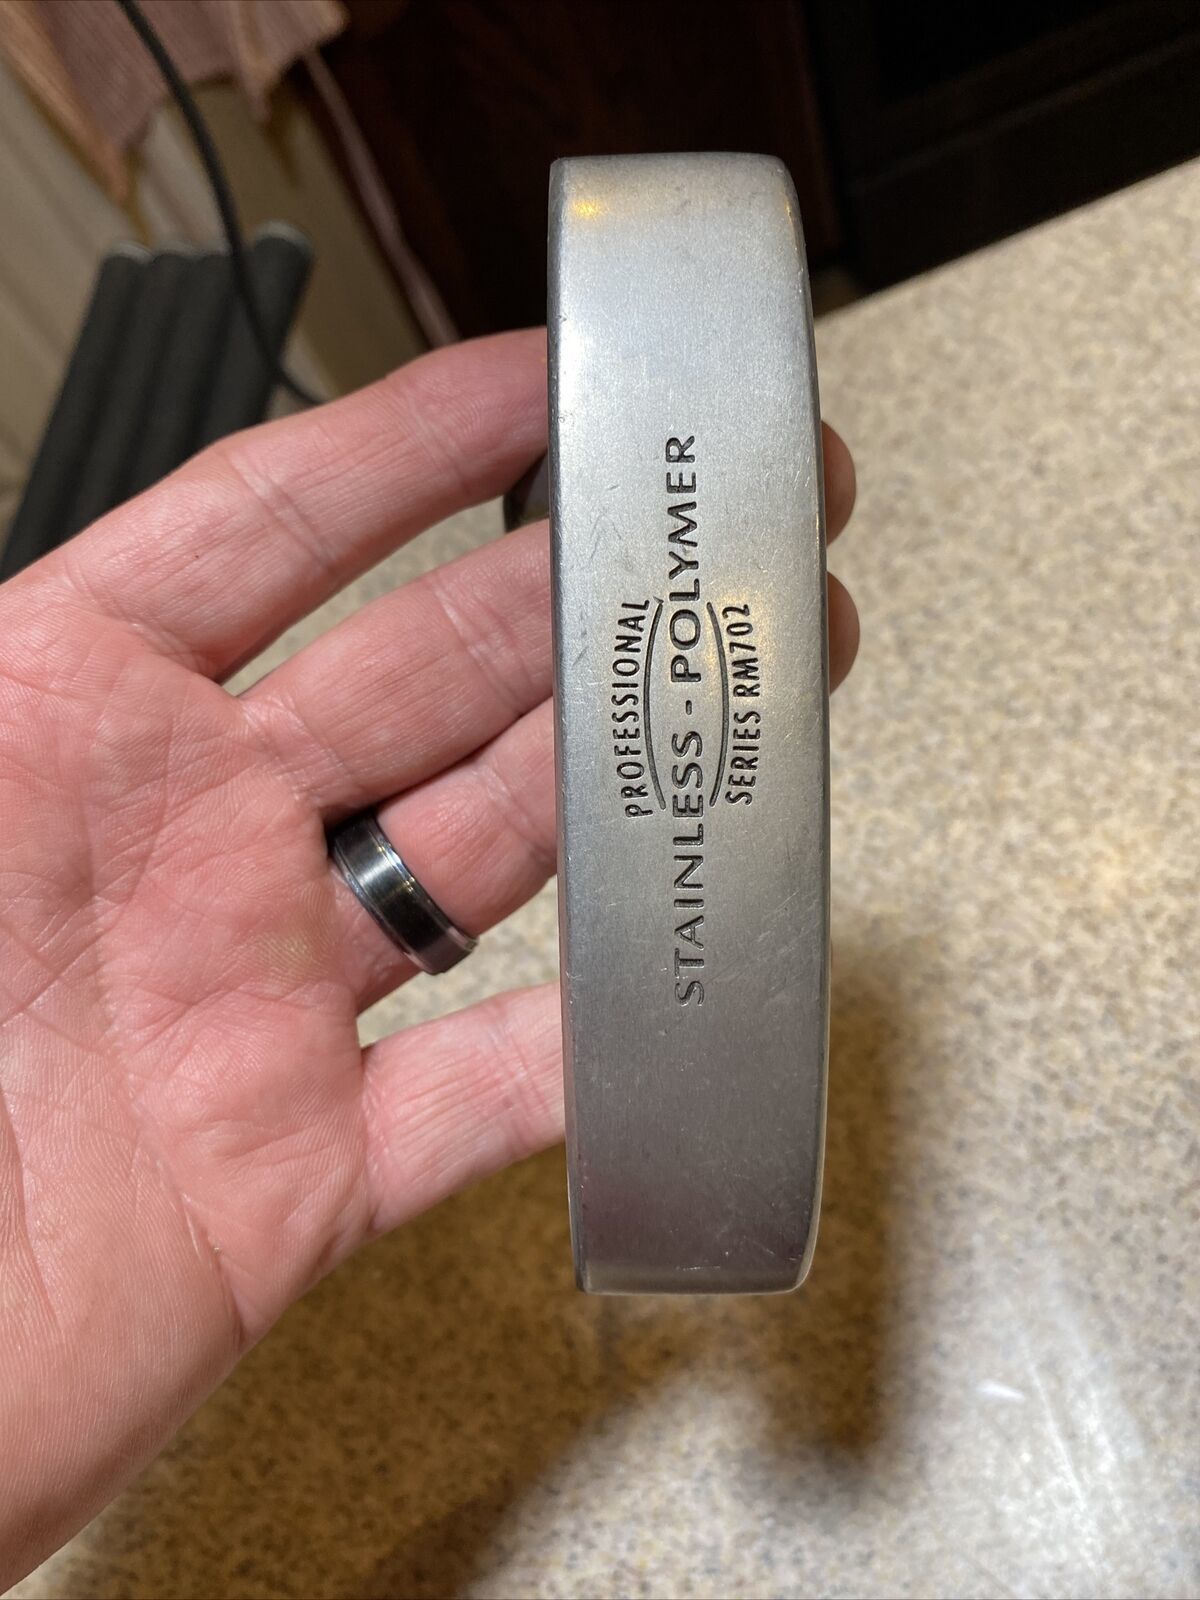 PROFESSIONAL
STAINLESS - POLYMER
SERIES RM702